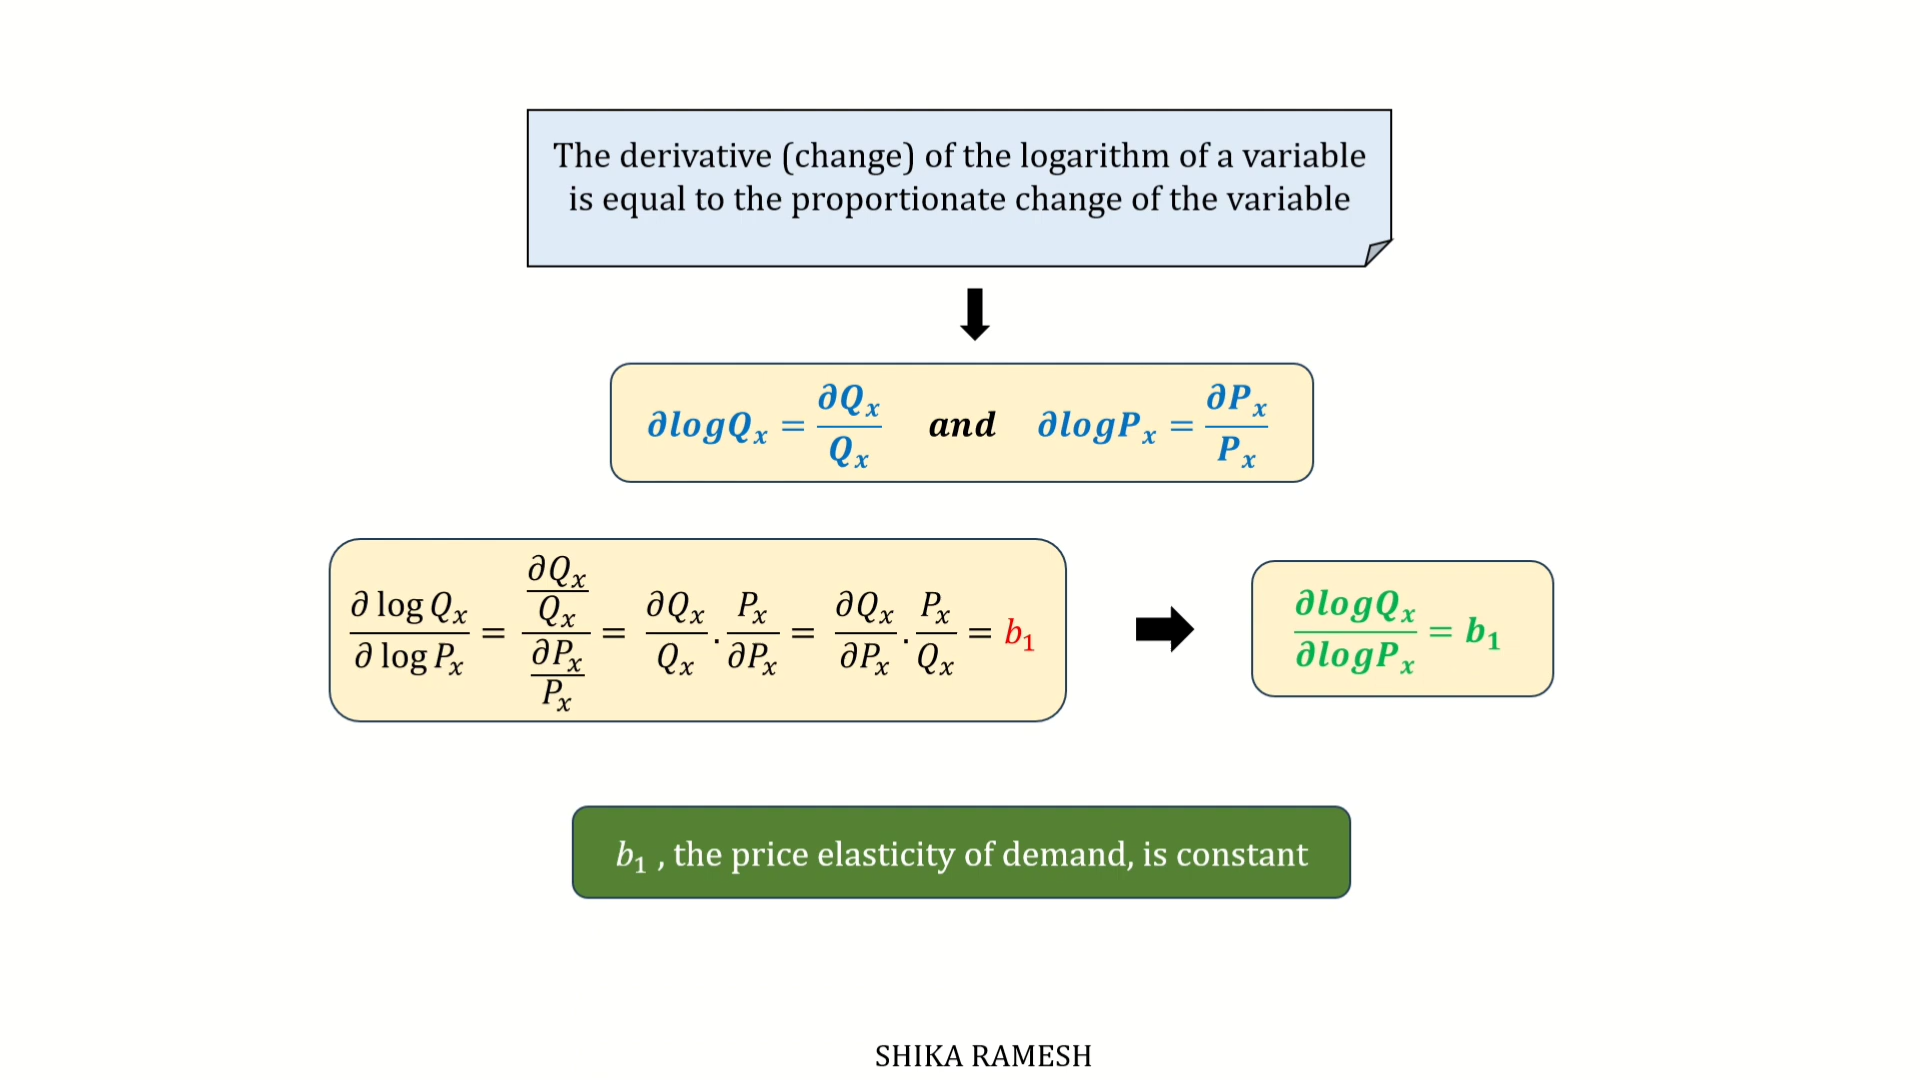 The derivative (change) of the logarithm of a variable
is equal to the proportionate change of the variable
∂logQₓ = ∂Qₓ/Qₓ and ∂logPₓ = ∂Pₓ/Pₓ
∂ log Qₓ / ∂ log Pₓ = (∂Qₓ/Qₓ)/(∂Pₓ/Pₓ) = ∂Qₓ/Qₓ . Pₓ/∂Pₓ = ∂Qₓ/∂Pₓ . Pₓ/Qₓ = b₁
∂logQₓ/∂logPₓ = b₁
b₁ , the price elasticity of demand, is constant
SHIKA RAMESH